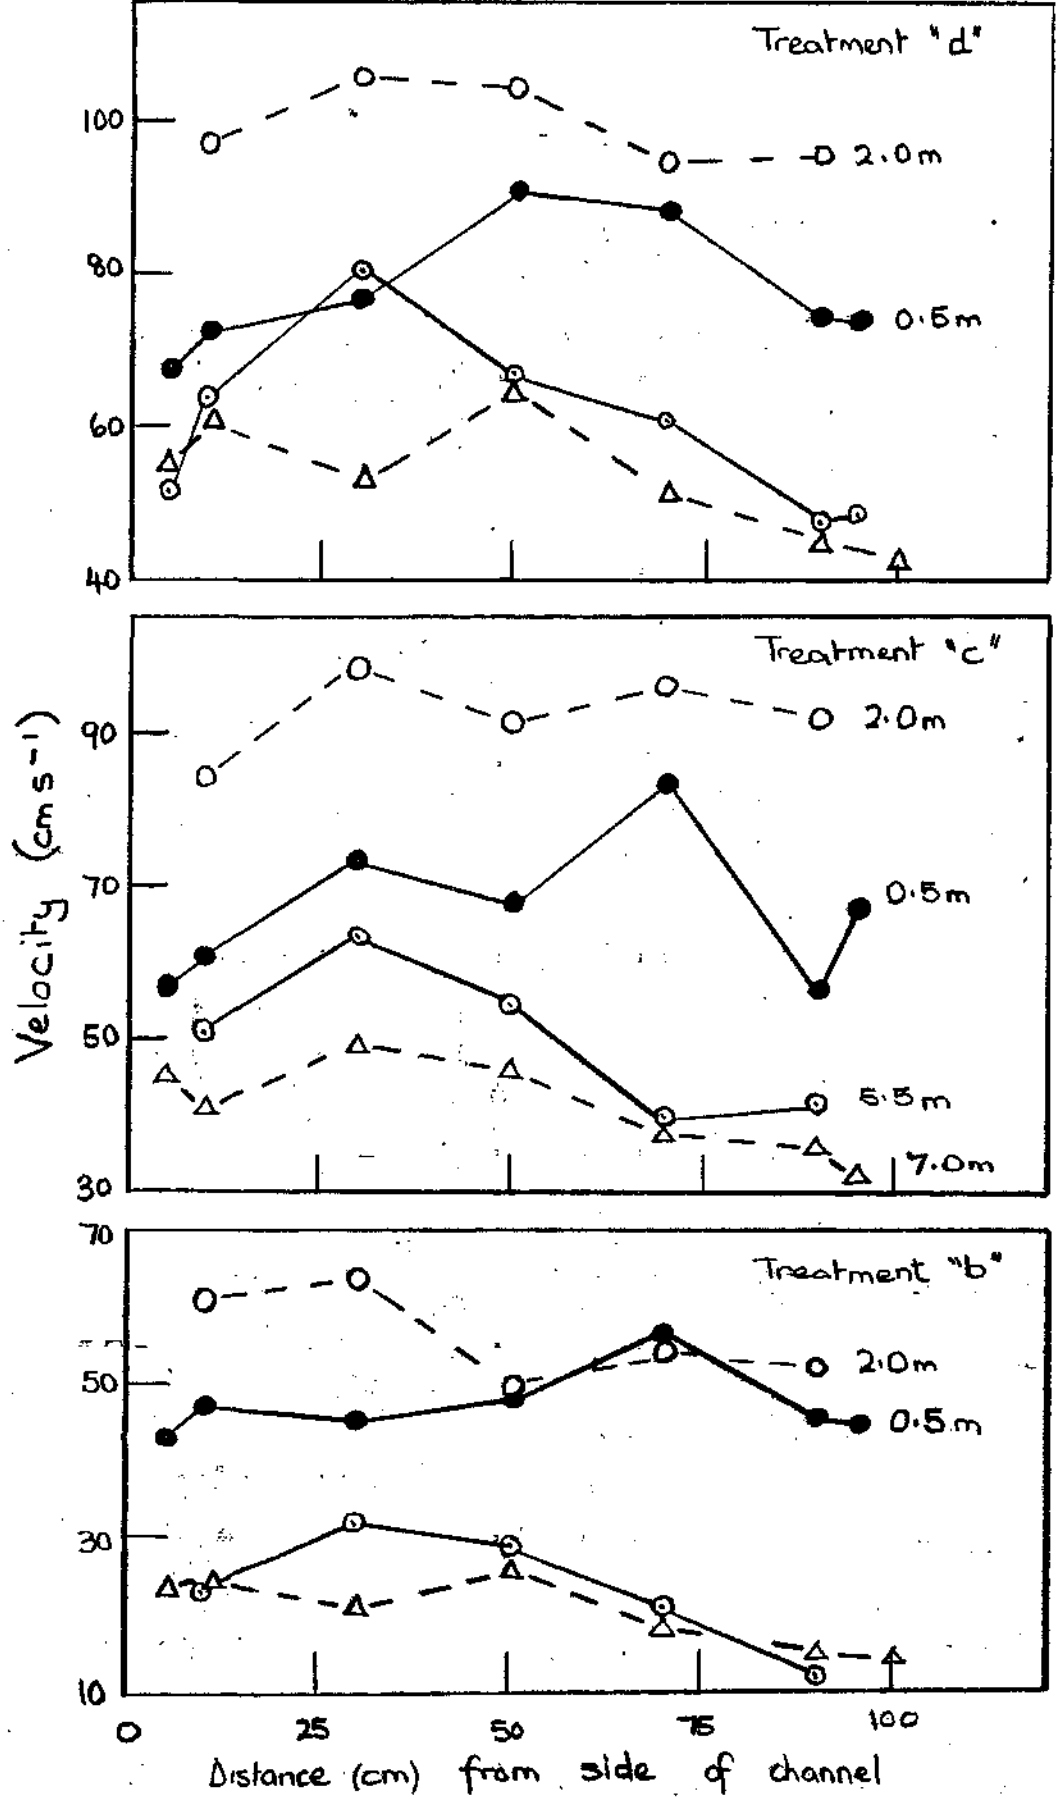 Treatment "d"
100
2.0m
80
0.5m
60
40
Treatment "c"
90
2.0m
70
0.5m
50
5.5m
7.0m
30
Velocity (cm s⁻¹)
70
Treatment "b"
2.0m
50
0.5m
30
10
0 25 50 75 100
Distance (cm) from side of channel